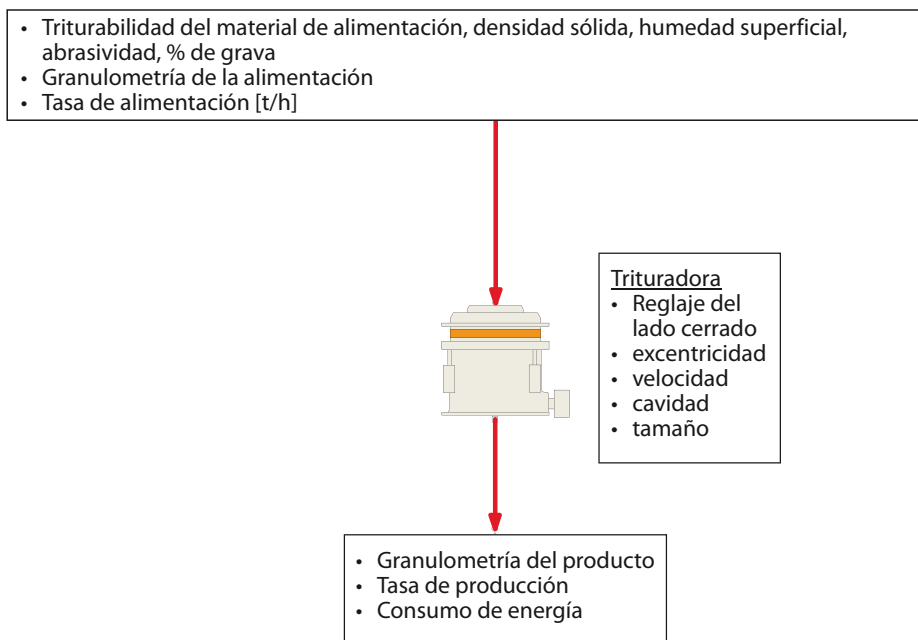 • Triturabilidad del material de alimentación, densidad sólida, humedad superficial,
abrasividad, % de grava
• Granulometría de la alimentación
• Tasa de alimentación [t/h]
Trituradora
• Reglaje del
lado cerrado
• excentricidad
• velocidad
• cavidad
• tamaño
• Granulometría del producto
• Tasa de producción
• Consumo de energía